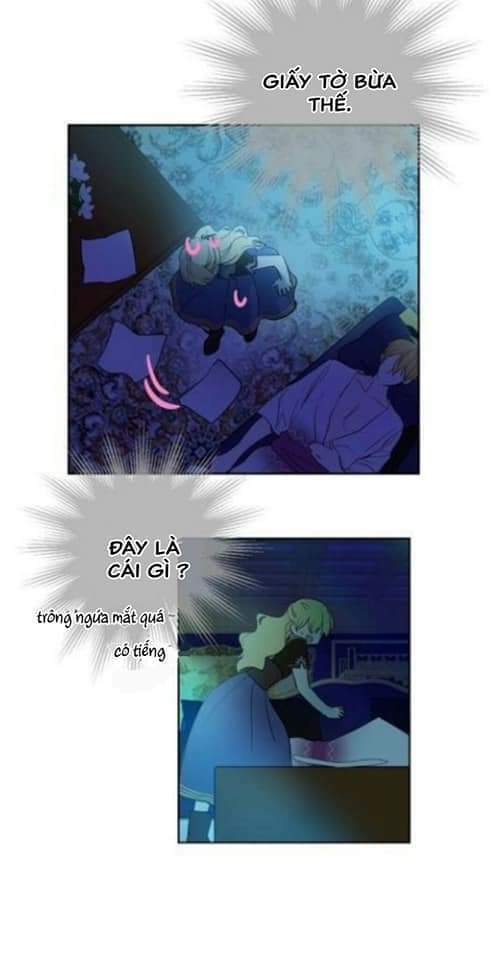 GIẤY TỜ BỪA
THẾ.
ĐÂY LÀ
CÁI GÌ ?
trông ngứa mắt quá
có tiếng